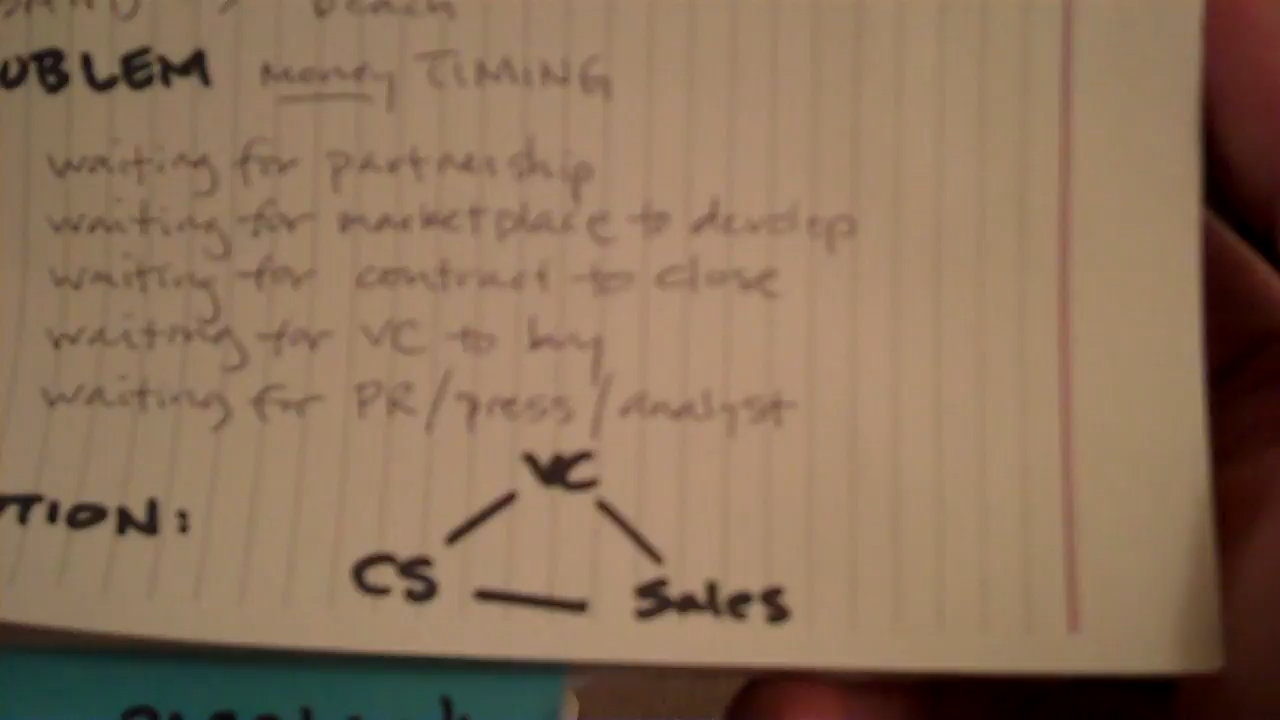 OBLEM money TIMING
waiting for partnership
waiting for marketplace to develop
waiting for contract to close
waiting for VC to buy
waiting for PR/press/analyst
VC
TION:
CS Sales